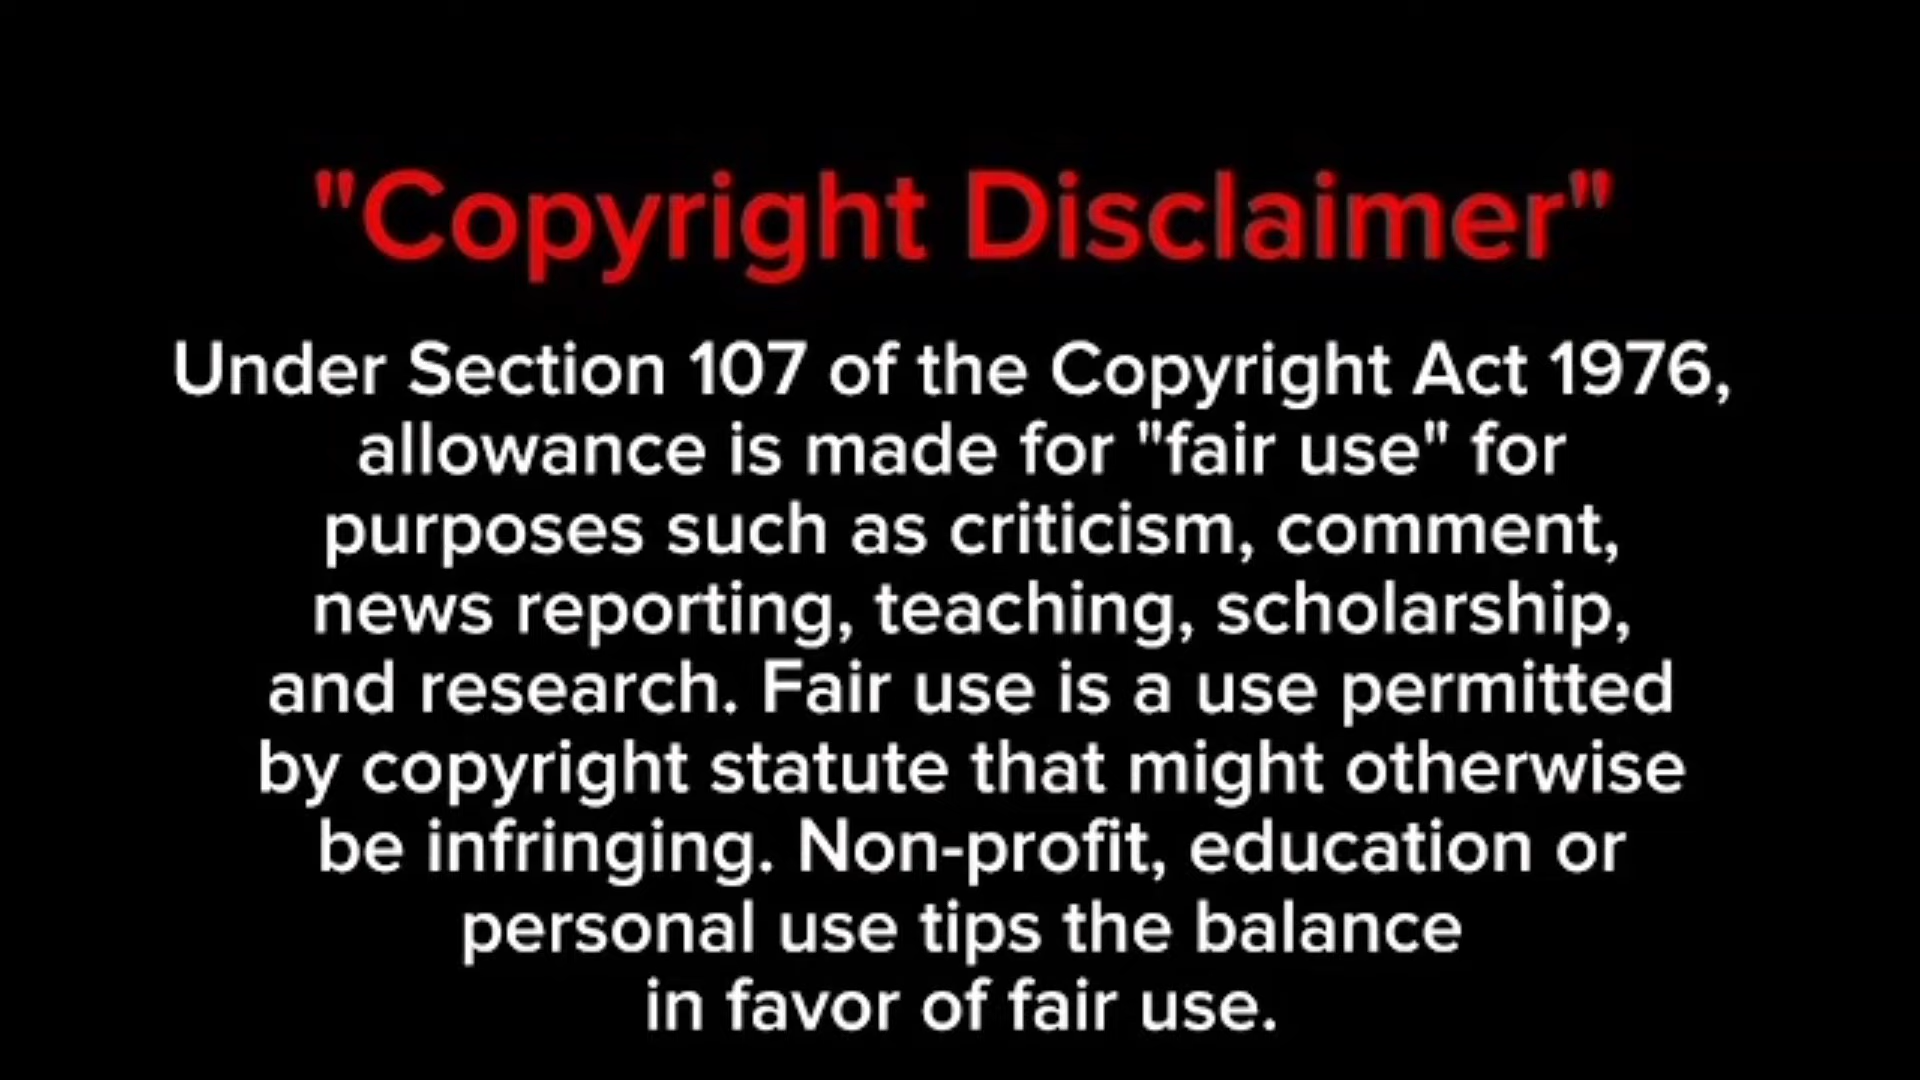 "Copyright Disclaimer"
Under Section 107 of the Copyright Act 1976,
allowance is made for "fair use" for
purposes such as criticism, comment,
news reporting, teaching, scholarship,
and research. Fair use is a use permitted
by copyright statute that might otherwise
be infringing. Non-profit, education or
personal use tips the balance
in favor of fair use.